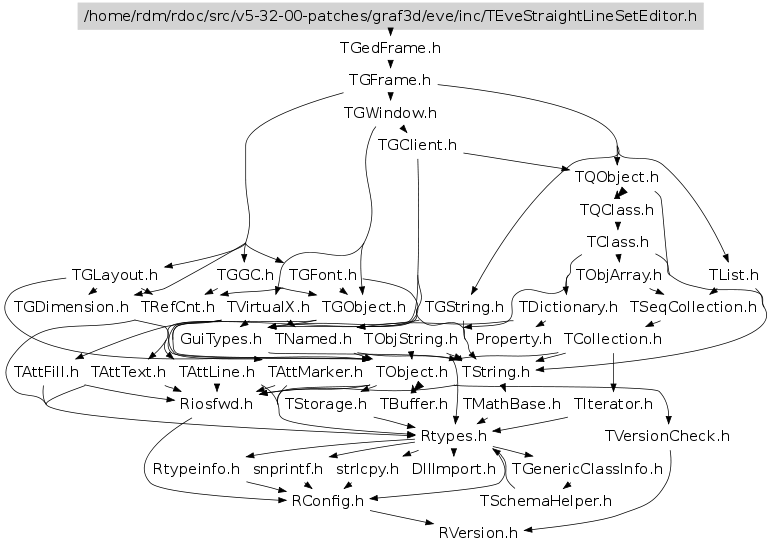 /home/rdm/rdoc/src/v5-32-00-patches/graf3d/eve/inc/TEveStraightLineSetEditor.h
TGedFrame.h
TGFrame.h
TGWindow.h
TGClient.h
TQObject.h
TQClass.h
TClass.h
TGLayout.h TGGC.h TGFont.h TObjArray.h TList.h
TGDimension.h TRefCnt.h TVirtualX.h TGObject.h TGString.h TDictionary.h TSeqCollection.h
GuiTypes.h TNamed.h TObjString.h Property.h TCollection.h
TAttFill.h TAttText.h TAttLine.h TAttMarker.h TObject.h TString.h
Riosfwd.h TStorage.h TBuffer.h TMathBase.h TIterator.h
Rtypes.h TVersionCheck.h
Rtypeinfo.h snprintf.h strlcpy.h DllImport.h TGenericClassInfo.h
RConfig.h TSchemaHelper.h
RVersion.h